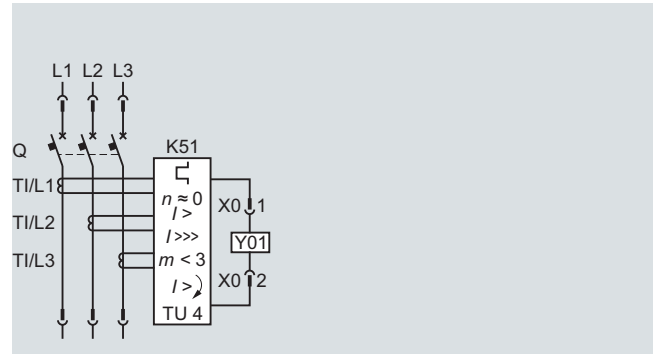 L1 L2 L3
Q
K51
TI/L1
n ≈ 0
X0 1
I >
TI/L2
I >>>
Y01
TI/L3
m < 3
X0 2
I >
TU 4